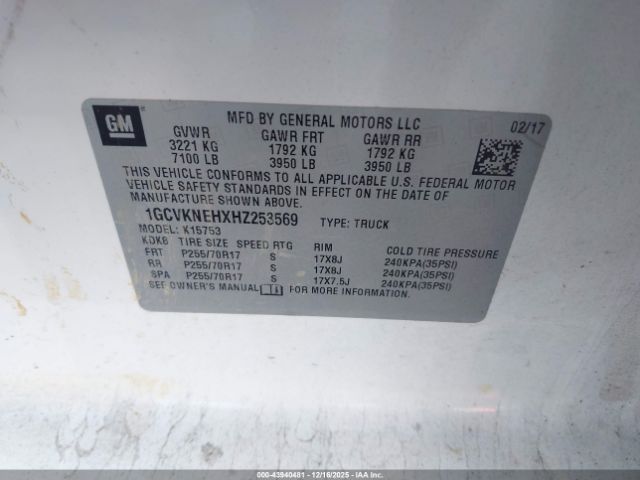 GM
MFD BY GENERAL MOTORS LLC 02/17
GVWR GAWR FRT GAWR RR
3221 KG 1792 KG 1792 KG
7100 LB 3950 LB 3950 LB
THIS VEHICLE CONFORMS TO ALL APPLICABLE U.S. FEDERAL MOTOR
VEHICLE SAFETY STANDARDS IN EFFECT ON THE DATE OF
MANUFACTURE SHOWN ABOVE.
1GCVKNEHXHZ253569 TYPE: TRUCK
MODEL: K15753
KDK8 TIRE SIZE SPEED RTG RIM COLD TIRE PRESSURE
FRT P255/70R17 S 17X8J 240KPA(35PSI)
RR P255/70R17 S 17X8J 240KPA(35PSI)
SPA P255/70R17 S 17X7.5J 240KPA(35PSI)
SEE OWNER'S MANUAL FOR MORE INFORMATION.
000-43940481 - 12/16/2025 - COPYRIGHT © IAA, LLC